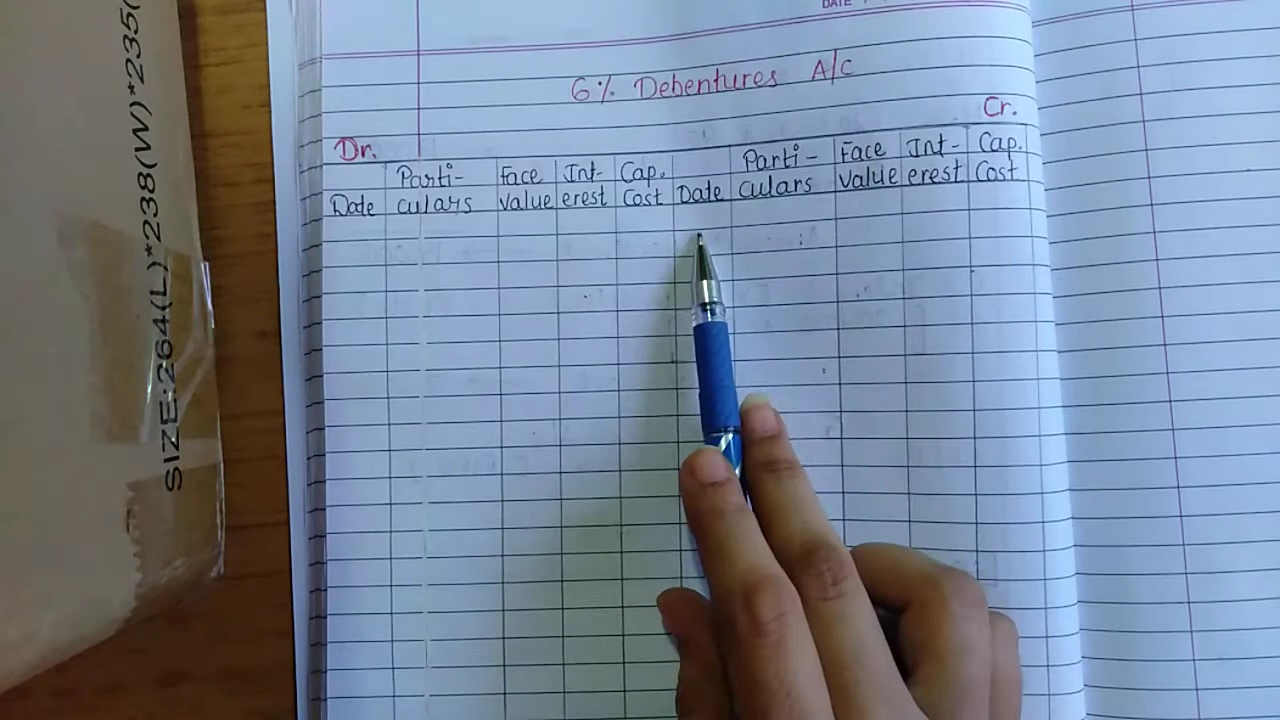 DATE
6% Debentures A/c
Cr.
Dr.
Parti- Face Int- Cap. Parti- Face Int- Cap.
Date culars value erest Cost Date culars value erest Cost
SIZE:264(L)*238(W)*235(